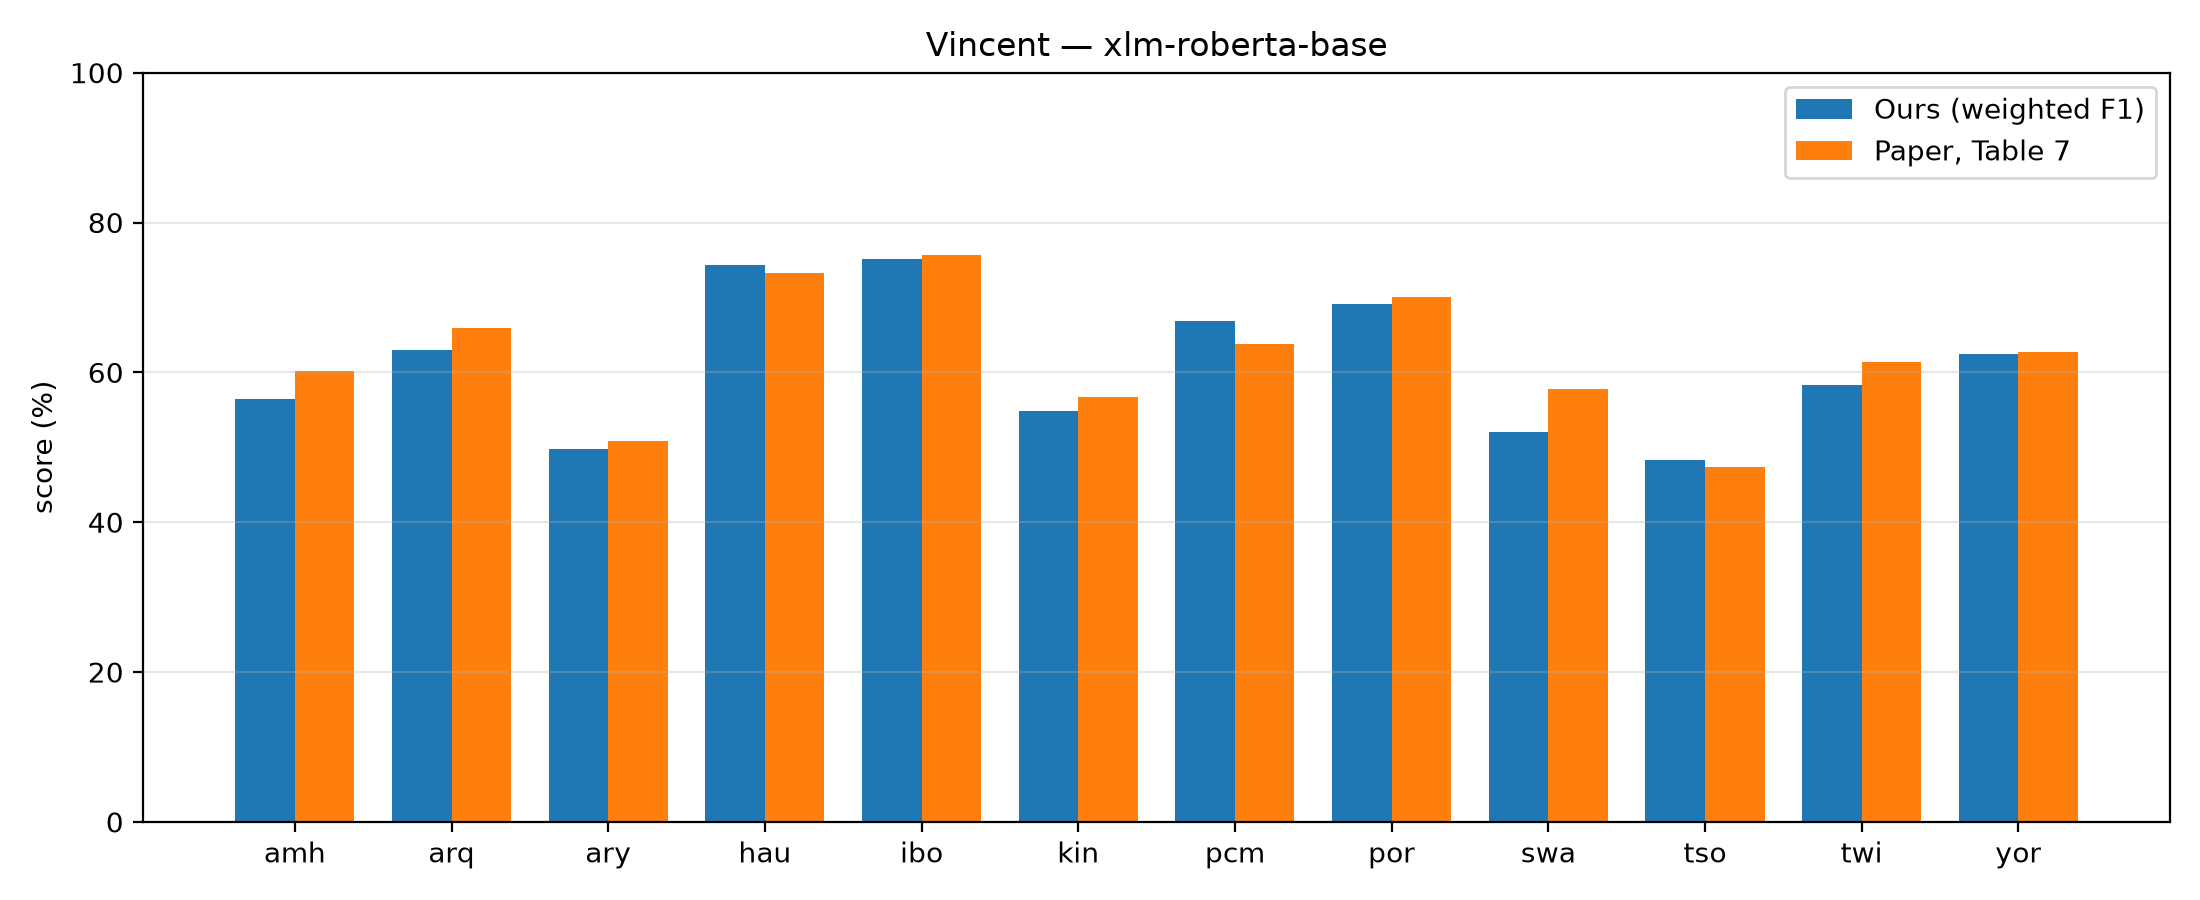 Vincent — xlm-roberta-base
100
80
60
40
20
0
score (%)
Ours (weighted F1)
Paper, Table 7
amh arq ary hau ibo kin pcm por swa tso twi yor